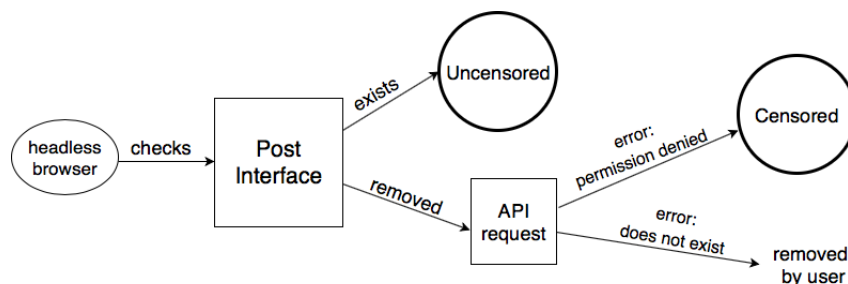 headless
browser
checks
Post
Interface
exists
Uncensored
removed
API
request
error:
permission denied
Censored
error:
does not exist
removed
by user